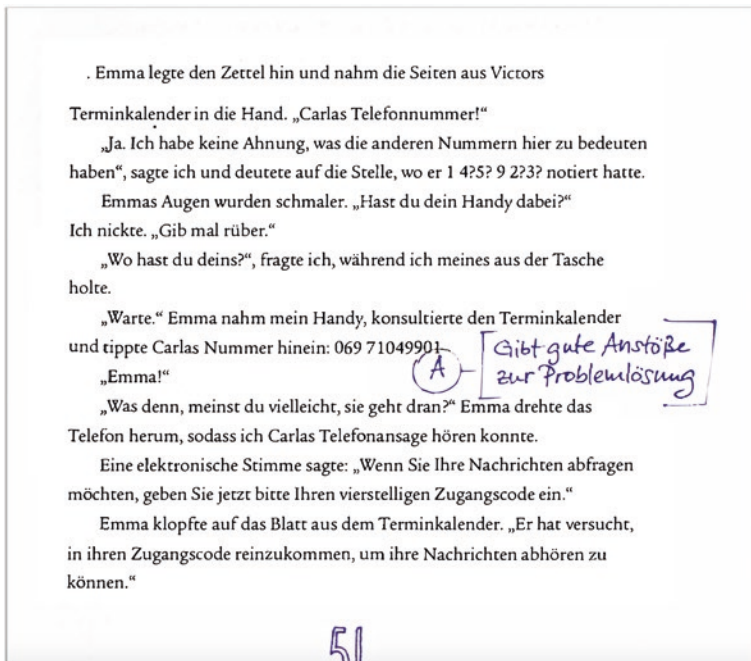 . Emma legte den Zettel hin und nahm die Seiten aus Victors
Terminkalender in die Hand. „Carlas Telefonnummer!“
„Ja. Ich habe keine Ahnung, was die anderen Nummern hier zu bedeuten
haben“, sagte ich und deutete auf die Stelle, wo er 1 4?5? 9 2?3? notiert hatte.
Emmas Augen wurden schmaler. „Hast du dein Handy dabei?“
Ich nickte. „Gib mal rüber.“
„Wo hast du deins?“, fragte ich, während ich meines aus der Tasche
holte.
„Warte.“ Emma nahm mein Handy, konsultierte den Terminkalender
und tippte Carlas Nummer hinein: 069 71049901
Gibt gute Anstöße
zur Problemlösung
A
„Emma!“
„Was denn, meinst du vielleicht, sie geht dran?“ Emma drehte das
Telefon herum, sodass ich Carlas Telefonansage hören konnte.
Eine elektronische Stimme sagte: „Wenn Sie Ihre Nachrichten abfragen
möchten, geben Sie jetzt bitte Ihren vierstelligen Zugangscode ein.“
Emma klopfte auf das Blatt aus dem Terminkalender. „Er hat versucht,
in ihren Zugangscode reinzukommen, um ihre Nachrichten abhören zu
können.“
51